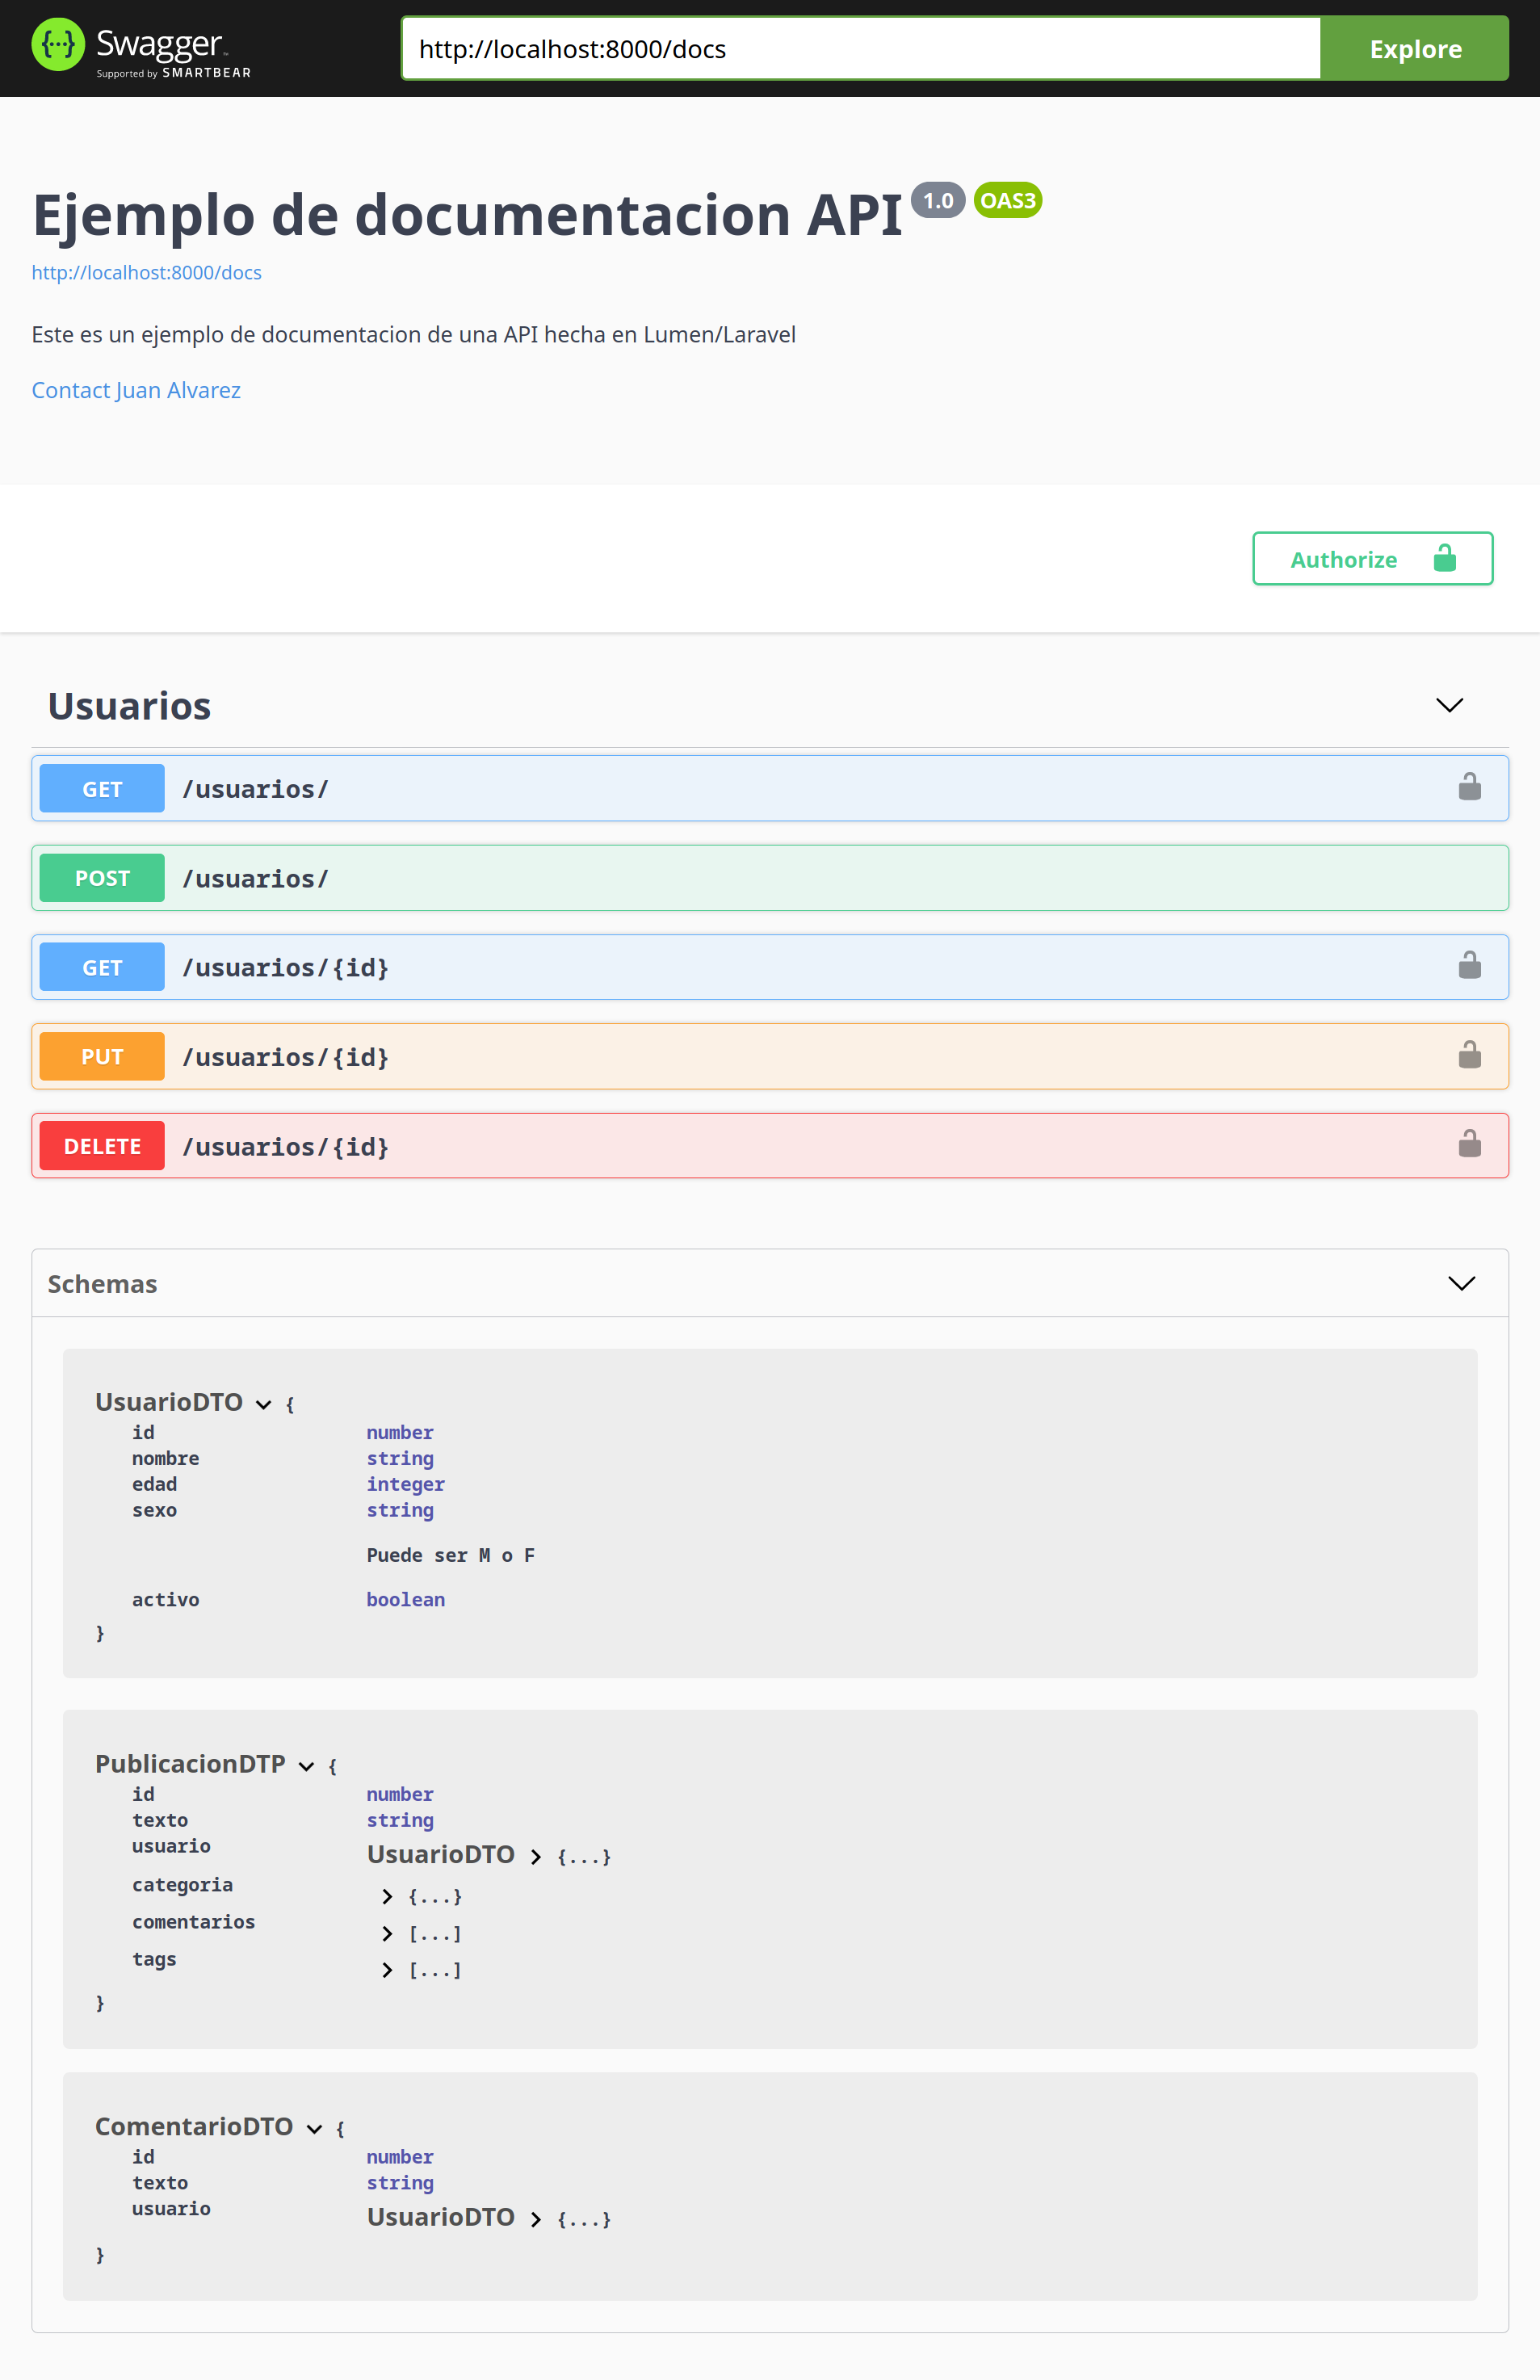 Swagger™
Supported by SMARTBEAR
http://localhost:8000/docs
Explore
Ejemplo de documentacion API 1.0 OAS3
http://localhost:8000/docs
Este es un ejemplo de documentacion de una API hecha en Lumen/Laravel
Contact Juan Alvarez
Authorize
Usuarios
GET /usuarios/
POST /usuarios/
GET /usuarios/{id}
PUT /usuarios/{id}
DELETE /usuarios/{id}
Schemas
UsuarioDTO {
id number
nombre string
edad integer
sexo string
Puede ser M o F
activo boolean
}
PublicacionDTP {
id number
texto string
usuario UsuarioDTO {...}
categoria {...}
comentarios [...]
tags [...]
}
ComentarioDTO {
id number
texto string
usuario UsuarioDTO {...}
}